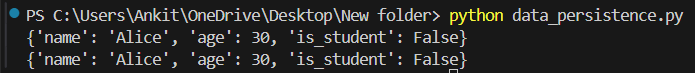 PS C:\Users\Ankit\OneDrive\Desktop\New folder> python data_persistence.py
{'name': 'Alice', 'age': 30, 'is_student': False}
{'name': 'Alice', 'age': 30, 'is_student': False}